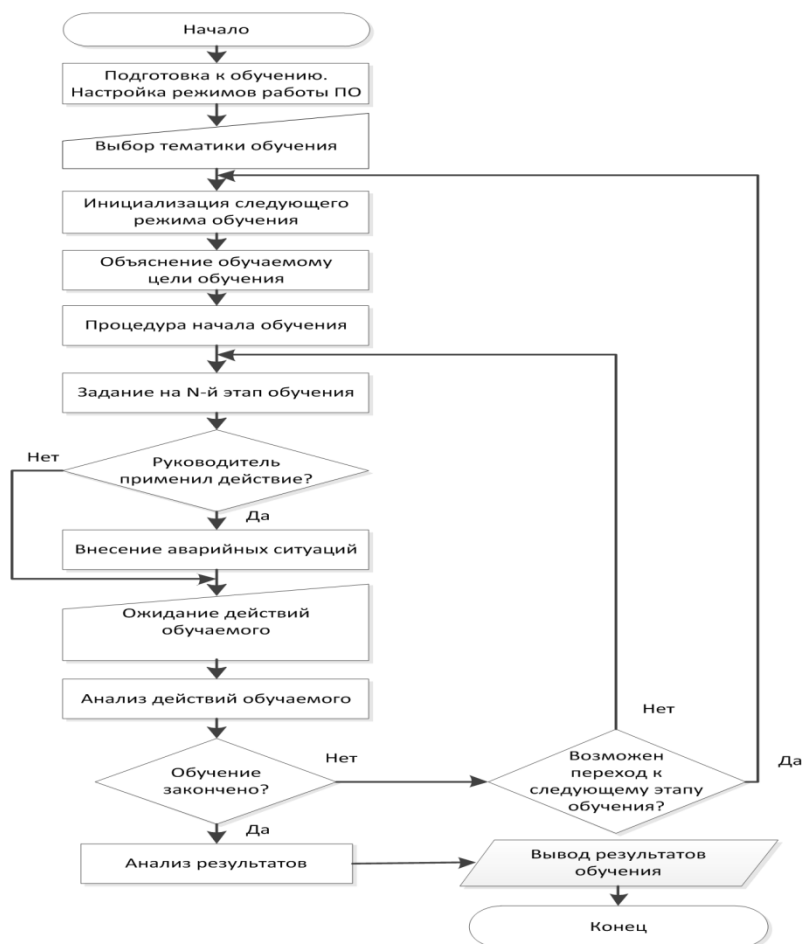 Начало
Подготовка к обучению.
Настройка режимов работы ПО
Выбор тематики обучения
Инициализация следующего
режима обучения
Объяснение обучаемому
цели обучения
Процедура начала обучения
Задание на N-й этап обучения
Нет
Руководитель
применил действие?
Да
Внесение аварийных ситуаций
Ожидание действий
обучаемого
Анализ действий обучаемого
Обучение
закончено?
Нет
Возможен
переход к
следующему этапу
обучения?
Нет
Да
Да
Анализ результатов
Вывод результатов
обучения
Конец